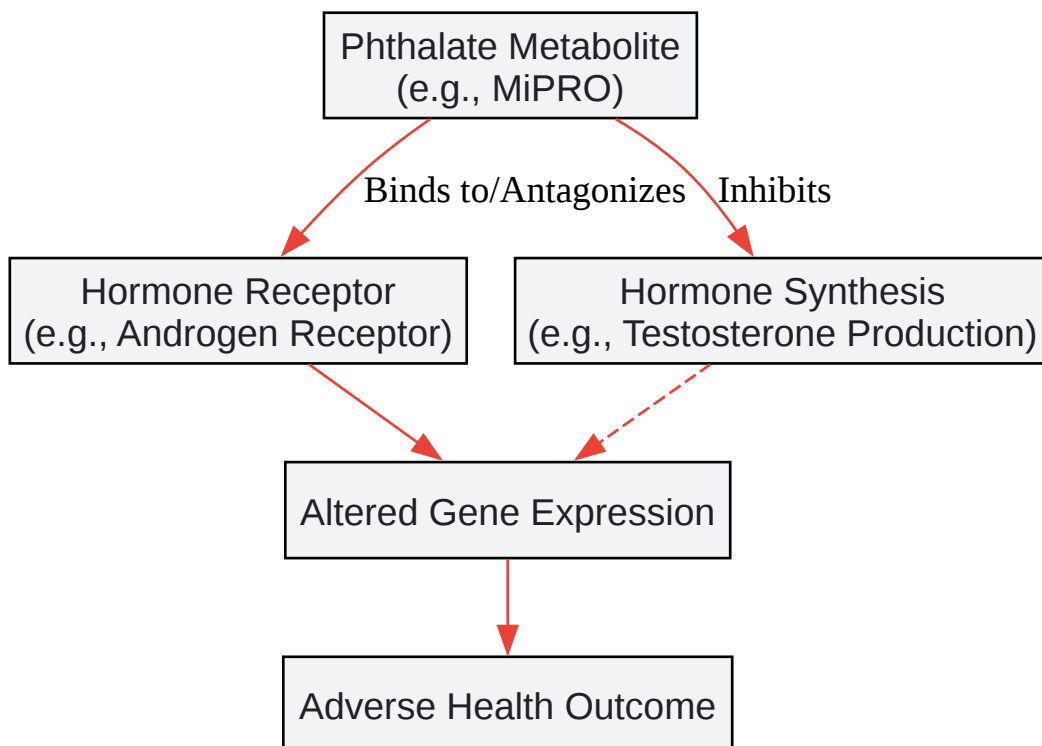 Phthalate Metabolite
(e.g., MiPRO)
Binds to/Antagonizes
Inhibits
Hormone Receptor
(e.g., Androgen Receptor)
Hormone Synthesis
(e.g., Testosterone Production)
Altered Gene Expression
Adverse Health Outcome